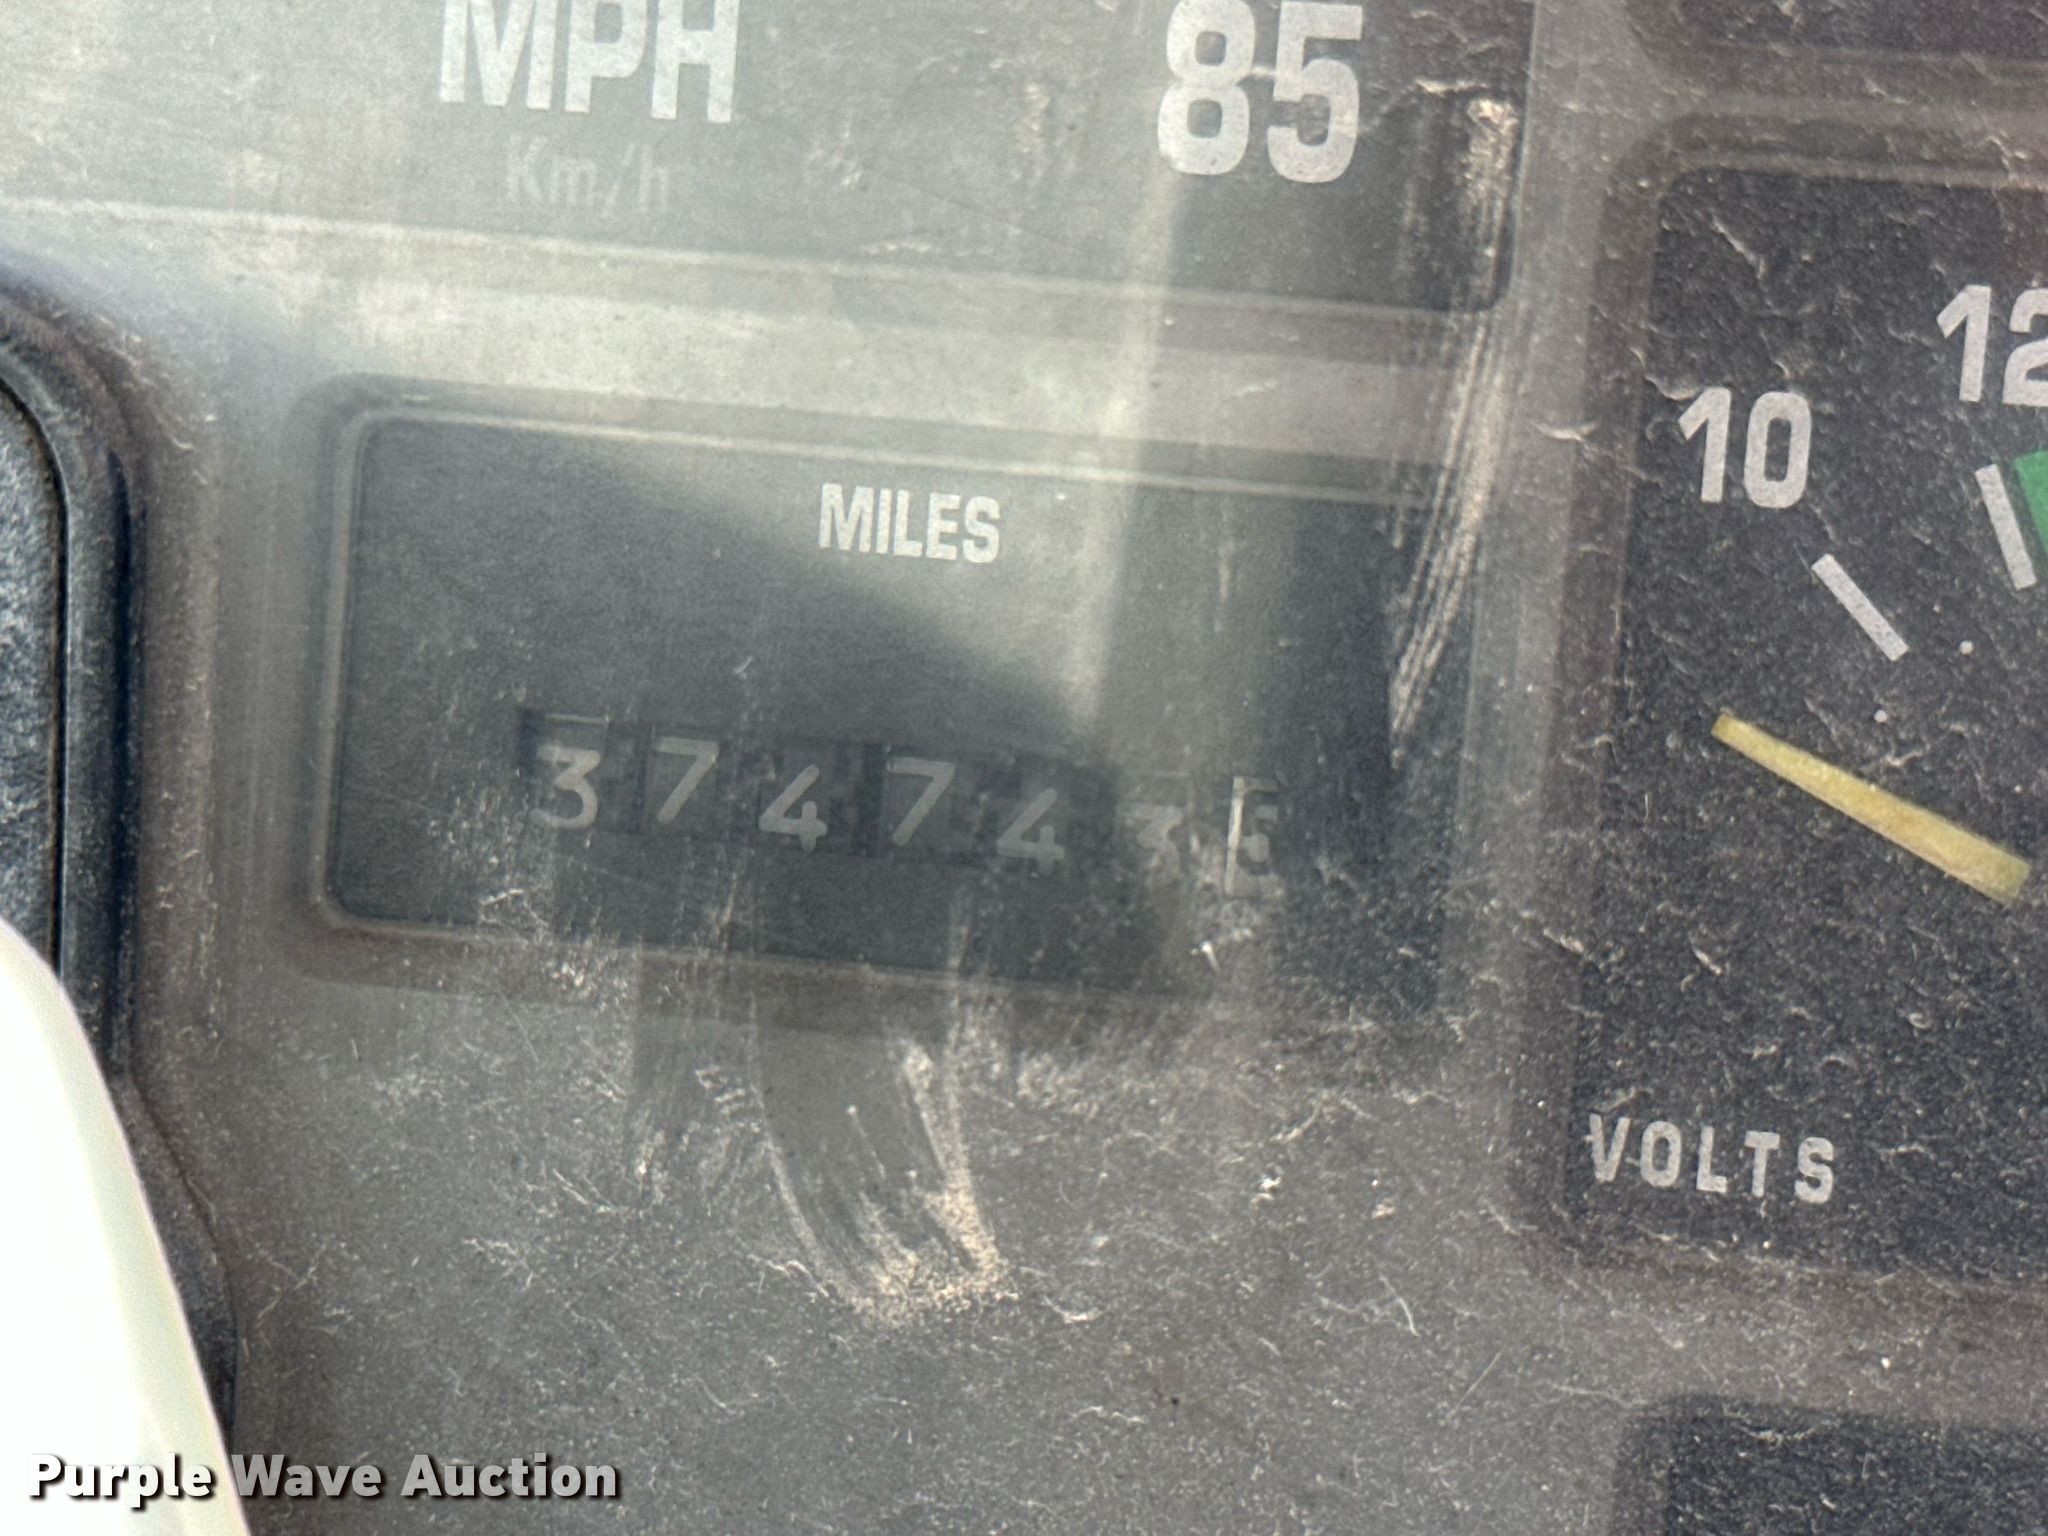 MPH 85
Km/h
12
10
MILES
374743
VOLTS
Purple Wave Auction